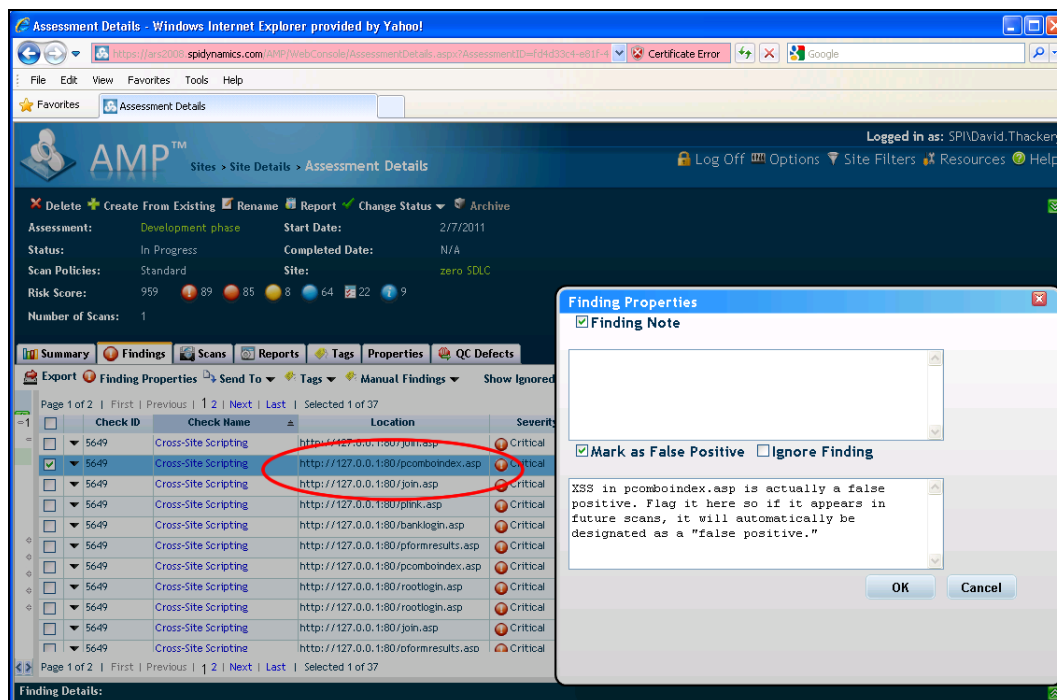 Assessment Details - Windows Internet Explorer provided by Yahoo!
https://ars2008.spidynamics.com/AMP/WebConsole/AssessmentDetails.aspx?AssessmentID=fd4d33c4-e81f-4 Certificate Error Google
File Edit View Favorites Tools Help
Favorites Assessment Details
Logged in as: SPI\David.Thackery
AMP™ Sites > Site Details > Assessment Details
Log Off Options Site Filters Resources Help
Delete Create From Existing Rename Report Change Status Archive
Assessment: Development phase Start Date: 2/7/2011
Status: In Progress Completed Date: N/A
Scan Policies: Standard Site: zero SDLC
Risk Score: 959 89 85 8 64 22 9
Number of Scans: 1
Summary Findings Scans Reports Tags Properties QC Defects
Export Finding Properties Send To Tags Manual Findings Show Ignored
Page 1 of 2 | First | Previous | 1 2 | Next | Last | Selected 1 of 37
Check ID Check Name Location Severity
5649 Cross-Site Scripting http://127.0.0.1:80/join.asp Critical
5649 Cross-Site Scripting http://127.0.0.1:80/pcomboindex.asp Critical
5649 Cross-Site Scripting http://127.0.0.1:80/join.asp Critical
5649 Cross-Site Scripting http://127.0.0.1:80/plink.asp Critical
5649 Cross-Site Scripting http://127.0.0.1:80/banklogin.asp Critical
5649 Cross-Site Scripting http://127.0.0.1:80/pformresults.asp Critical
5649 Cross-Site Scripting http://127.0.0.1:80/pcomboindex.asp Critical
5649 Cross-Site Scripting http://127.0.0.1:80/rootlogin.asp Critical
5649 Cross-Site Scripting http://127.0.0.1:80/rootlogin.asp Critical
5649 Cross-Site Scripting http://127.0.0.1:80/join.asp Critical
5649 Cross-Site Scripting http://127.0.0.1:80/pformresults.asp Critical
Page 1 of 2 | First | Previous | 1 2 | Next | Last | Selected 1 of 37
Finding Details:
Finding Properties
Finding Note
Mark as False Positive Ignore Finding
XSS in pcomboindex.asp is actually a false
positive. Flag it here so if it appears in
future scans, it will automatically be
designated as a "false positive."
OK Cancel